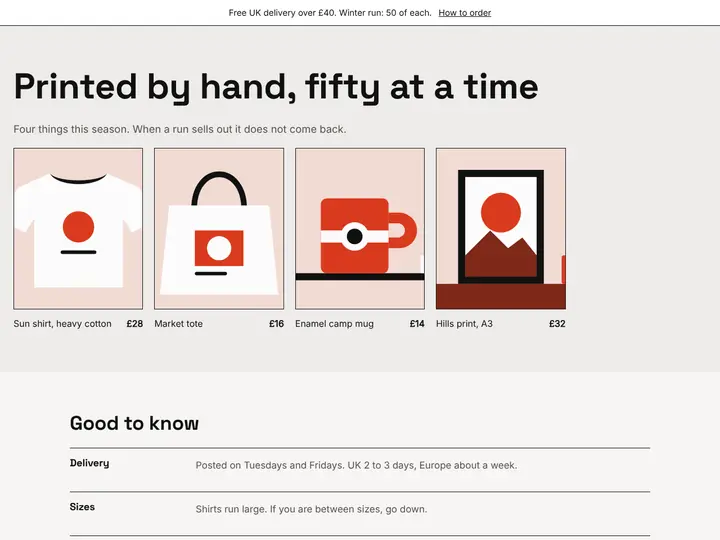 Free UK delivery over £40. Winter run: 50 of each. How to order
Printed by hand, fifty at a time
Four things this season. When a run sells out it does not come back.
Sun shirt, heavy cotton £28
Market tote £16
Enamel camp mug £14
Hills print, A3 £32
Good to know
Delivery
Posted on Tuesdays and Fridays. UK 2 to 3 days, Europe about a week.
Sizes
Shirts run large. If you are between sizes, go down.